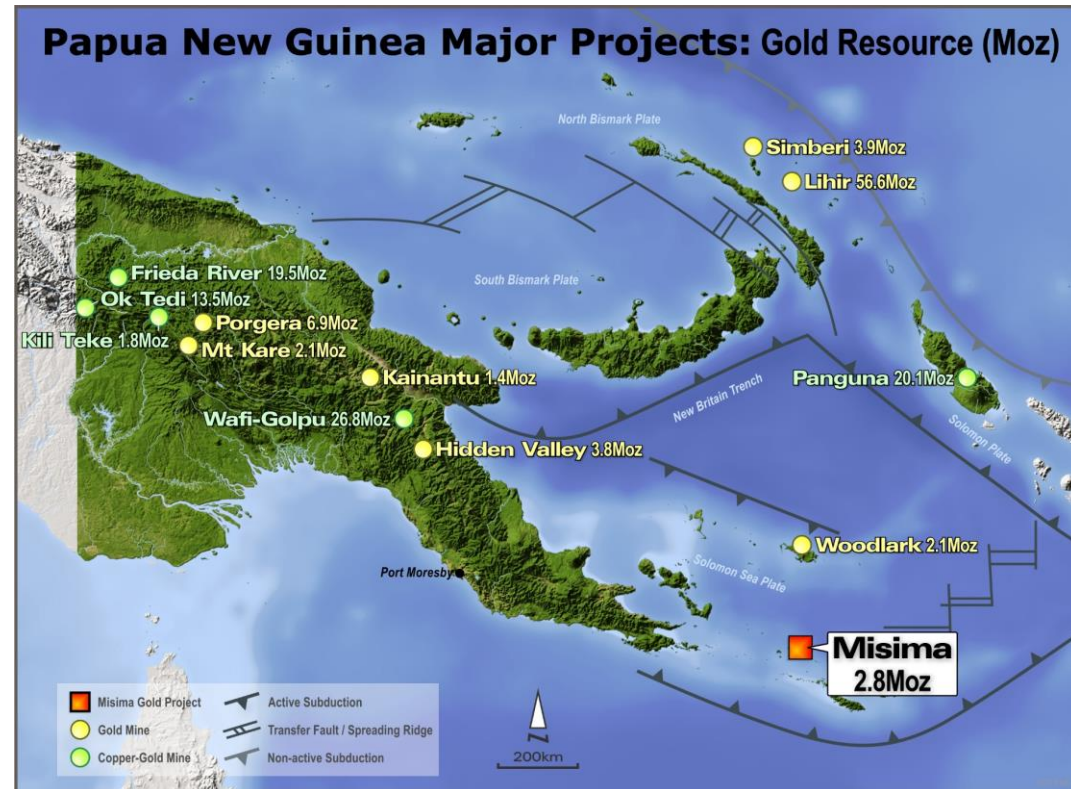 Papua New Guinea Major Projects: Gold Resource (Moz)
North Bismark Plate
Simberi 3.9Moz
Lihir 56.6Moz
Frieda River 19.5Moz
South Bismark Plate
Ok Tedi 13.5Moz
Porgera 6.9Moz
Kili Teke 1.8Moz
Mt Kare 2.1Moz
Kainantu 1.4Moz
Panguna 20.1Moz
New Britain Trench
Wafi-Golpu 26.8Moz
Solomon Plate
Hidden Valley 3.8Moz
Woodlark 2.1Moz
Port Moresby
Solomon Sea Plate
Misima
2.8Moz
Misima Gold Project
Active Subduction
Gold Mine
Transfer Fault / Spreading Ridge
Copper-Gold Mine
Non-active Subduction
N
200km